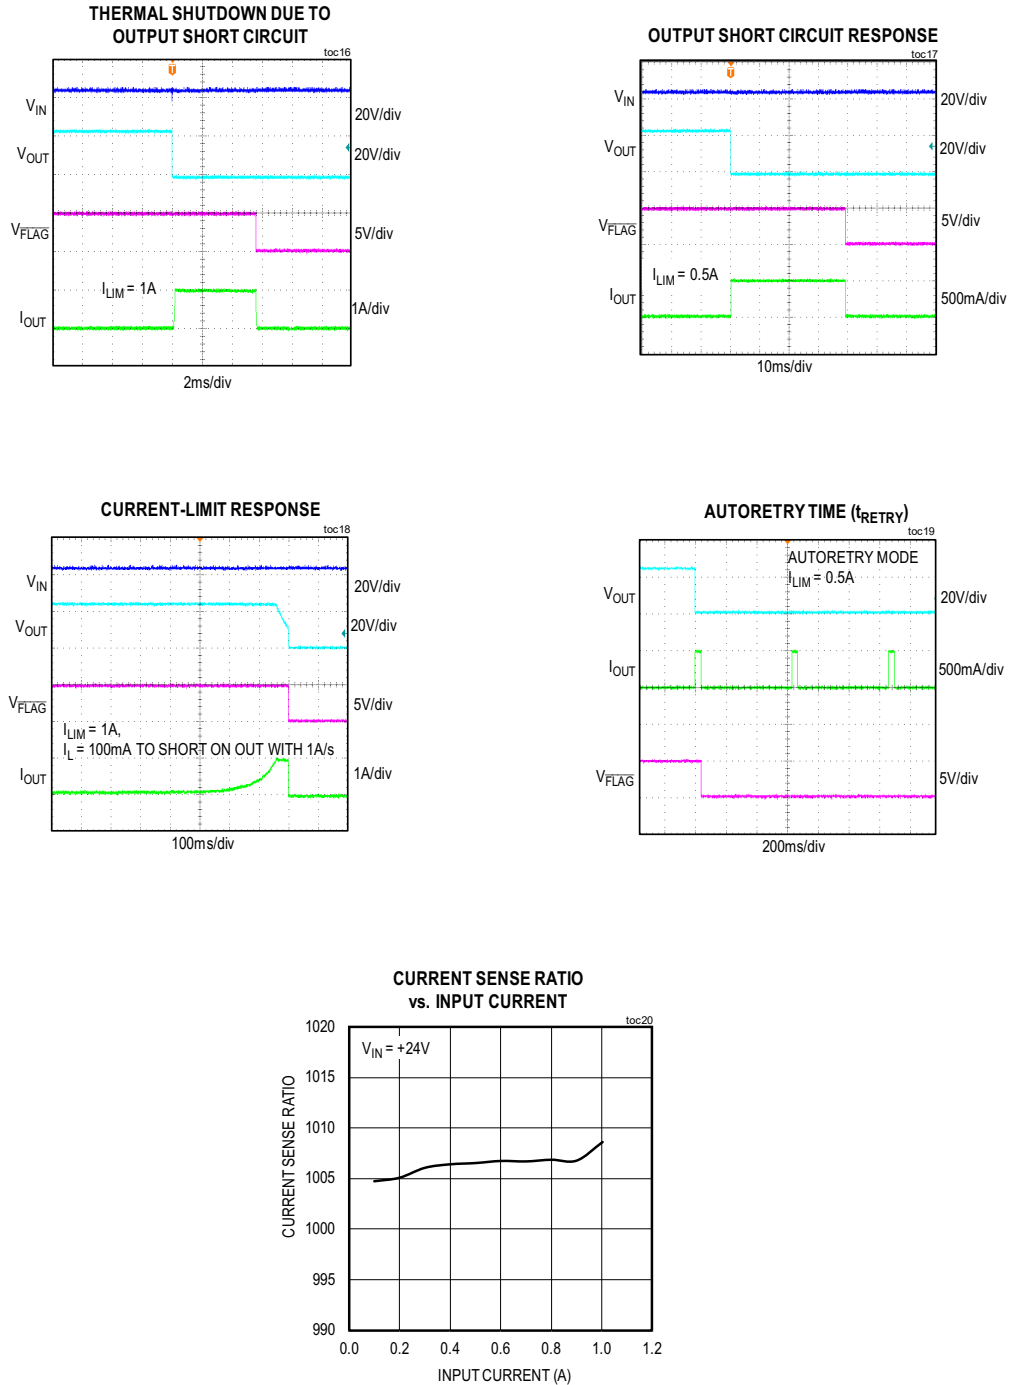 THERMAL SHUTDOWN DUE TO
OUTPUT SHORT CIRCUIT
toc16
T
VIN
20V/div
VOUT
20V/div
VFLAG
5V/div
ILIM = 1A
IOUT
1A/div
2ms/div
OUTPUT SHORT CIRCUIT RESPONSE
toc17
T
VIN
20V/div
VOUT
20V/div
VFLAG
5V/div
ILIM = 0.5A
IOUT
500mA/div
10ms/div
CURRENT-LIMIT RESPONSE
toc18
VIN
20V/div
VOUT
20V/div
VFLAG
5V/div
ILIM = 1A,
IL = 100mA TO SHORT ON OUT WITH 1A/s
IOUT
1A/div
100ms/div
AUTORETRY TIME (tRETRY)
toc19
AUTORETRY MODE
ILIM = 0.5A
VOUT
20V/div
IOUT
500mA/div
VFLAG
5V/div
200ms/div
CURRENT SENSE RATIO
vs. INPUT CURRENT
toc20
VIN = +24V
CURRENT SENSE RATIO
1020
1015
1010
1005
1000
995
990
0.0 0.2 0.4 0.6 0.8 1.0 1.2
INPUT CURRENT (A)